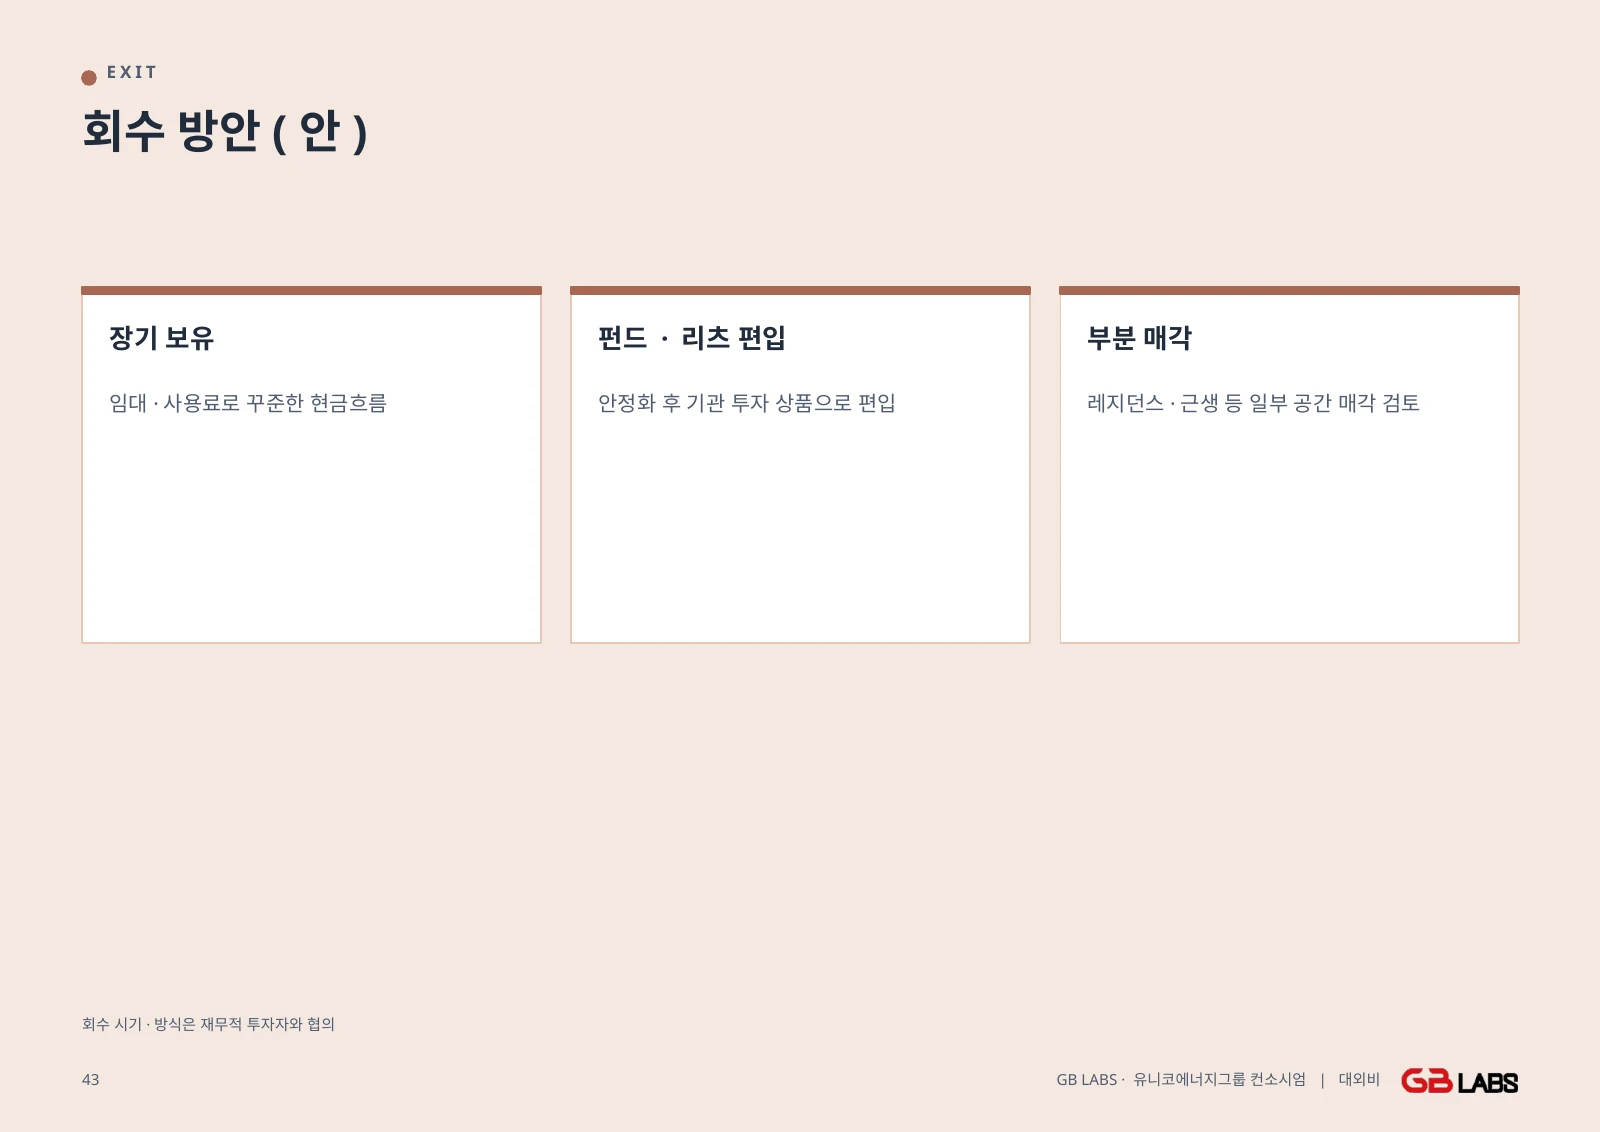 EXIT
회수 방안 ( 안 )
장기 보유
임대 · 사용료로 꾸준한 현금흐름
펀드 · 리츠 편입
안정화 후 기관 투자 상품으로 편입
부분 매각
레지던스 · 근생 등 일부 공간 매각 검토
회수 시기 · 방식은 재무적 투자자와 협의
43
GB LABS · 유니코에너지그룹 컨소시엄 | 대외비
GB LABS